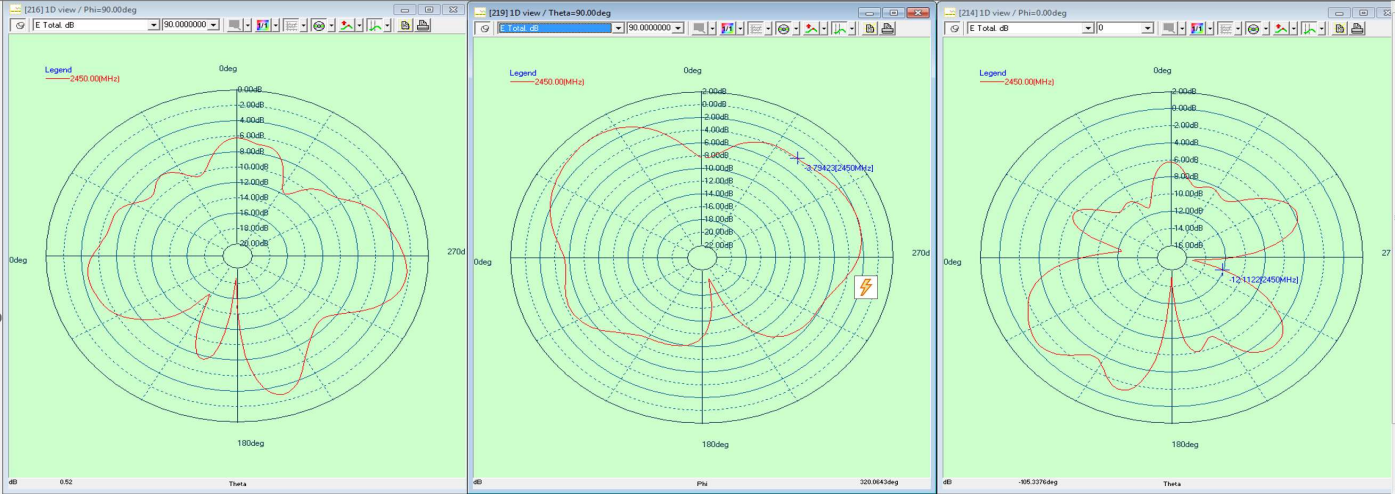 [216] 1D view / Phi=90.00deg
E Total. dB
90.0000000
Legend
2450.00(MHz)
0deg
0.00dB
2.00dB
4.00dB
6.00dB
8.00dB
10.00dB
12.00dB
14.00dB
16.00dB
18.00dB
20.00dB
0deg
270d
180deg
dB
0.52
Theta
[219] 1D view / Theta=90.00deg
E Total. dB
90.0000000
Legend
2450.00(MHz)
0deg
2.00dB
0.00dB
2.00dB
4.00dB
6.00dB
8.00dB
10.00dB
12.00dB
14.00dB
16.00dB
18.00dB
20.00dB
22.00dB
-3.79423[2450MHz]
0deg
270d
180deg
dB
Phi
320.0643deg
[214] 1D view / Phi=0.00deg
E Total. dB
0
Legend
2450.00(MHz)
0deg
2.00dB
0.00dB
2.00dB
4.00dB
6.00dB
8.00dB
10.00dB
12.00dB
14.00dB
16.00dB
-12.1122[2450MHz]
0deg
27
180deg
dB
-105.3376deg
Theta